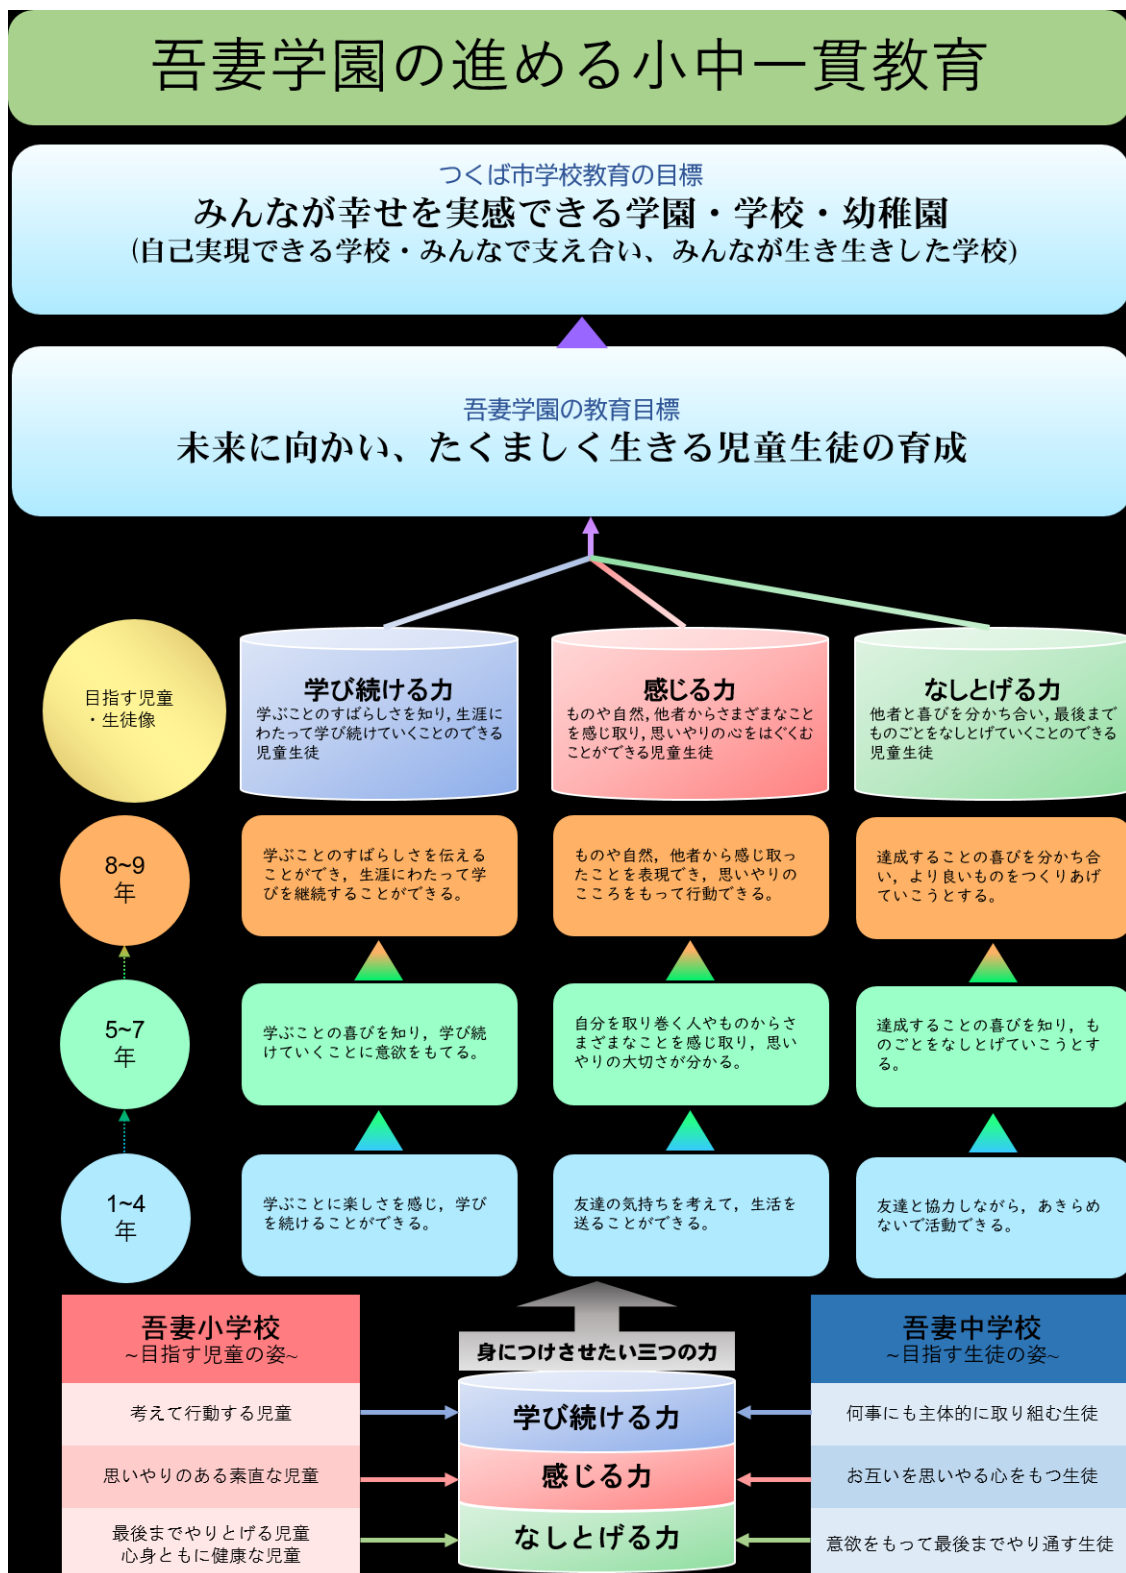 吾妻学園の進める小中一貫教育
つくば市学校教育の目標
みんなが幸せを実感できる学園・学校・幼稚園
(自己実現できる学校・みんなで支え合い、みんなが生き生きした学校)
吾妻学園の教育目標
未来に向かい、たくましく生きる児童生徒の育成
目指す児童
・生徒像
学び続ける力
学ぶことのすばらしさを知り，生涯に
わたって学び続けていくことのできる
児童生徒
感じる力
ものや自然，他者からさまざまなこと
を感じ取り，思いやりの心をはぐくむ
ことができる児童生徒
なしとげる力
他者と喜びを分かち合い，最後まで
ものごとをなしとげていくことのできる
児童生徒
8~9
年
学ぶことのすばらしさを伝える
ことができ，生涯にわたって学
びを継続することができる。
ものや自然，他者から感じ取っ
たことを表現でき，思いやりの
こころをもって行動できる。
達成することの喜びを分かち合
い，より良いものをつくりあげ
ていこうとする。
5~7
年
学ぶことの喜びを知り，学び続
けていくことに意欲をもてる。
自分を取り巻く人やものからさ
まざまなことを感じ取り，思い
やりの大切さが分かる。
達成することの喜びを知り，も
のごとをなしとげていこうとす
る。
1~4
年
学ぶことに楽しさを感じ，学び
を続けることができる。
友達の気持ちを考えて，生活を
送ることができる。
友達と協力しながら，あきらめ
ないで活動できる。
吾妻小学校
~目指す児童の姿~
考えて行動する児童
思いやりのある素直な児童
最後までやりとげる児童
心身ともに健康な児童
身につけさせたい三つの力
学び続ける力
感じる力
なしとげる力
吾妻中学校
~目指す生徒の姿~
何事にも主体的に取り組む生徒
お互いを思いやる心をもつ生徒
意欲をもって最後までやり通す生徒